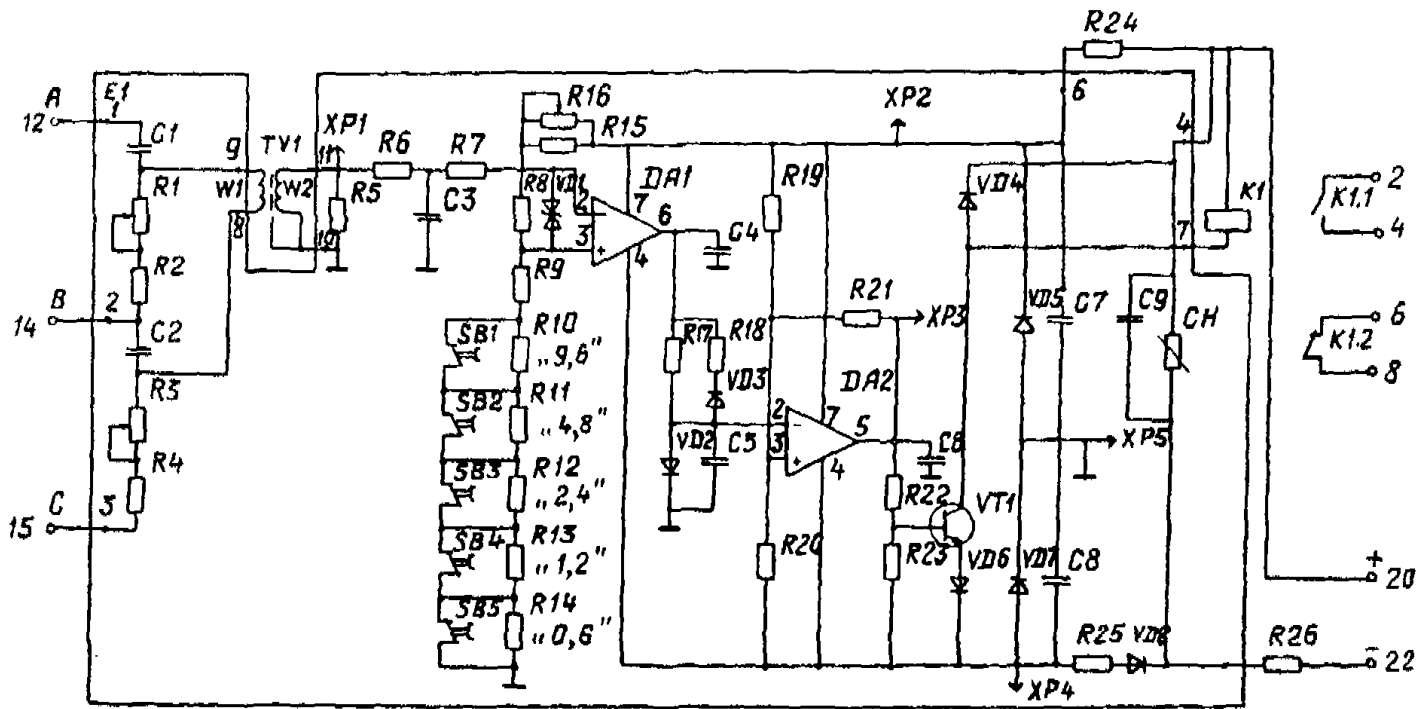 R24
R16
E1
A
1
XP2
6
12
C1
TV1
XP1
R15
4
9
11
R6
R7
2
W1
W2
R8
VD1
DA1
R19
VD4
K1
K1.1
R1
R5
C3
2
7
8
10
3
6
C4
7
4
R2
R9
4
B
2
R21
XP3
VD5
C7
C9
CH
6
14
C2
SB1
R10
„9,6"
R17
R18
K1.2
R3
VD3
DA2
8
SB2
R11
„4,8"
2
7
5
R4
VD2
C5
3
C6
XP5
SB3
R12
„2,4"
4
C
R22
VT1
15
3
SB4
R13
„1,2"
R20
R23
VD6
VD7
C8
+
20
SB5
R14
„0,6"
R25
VD8
R26
-
22
XP4